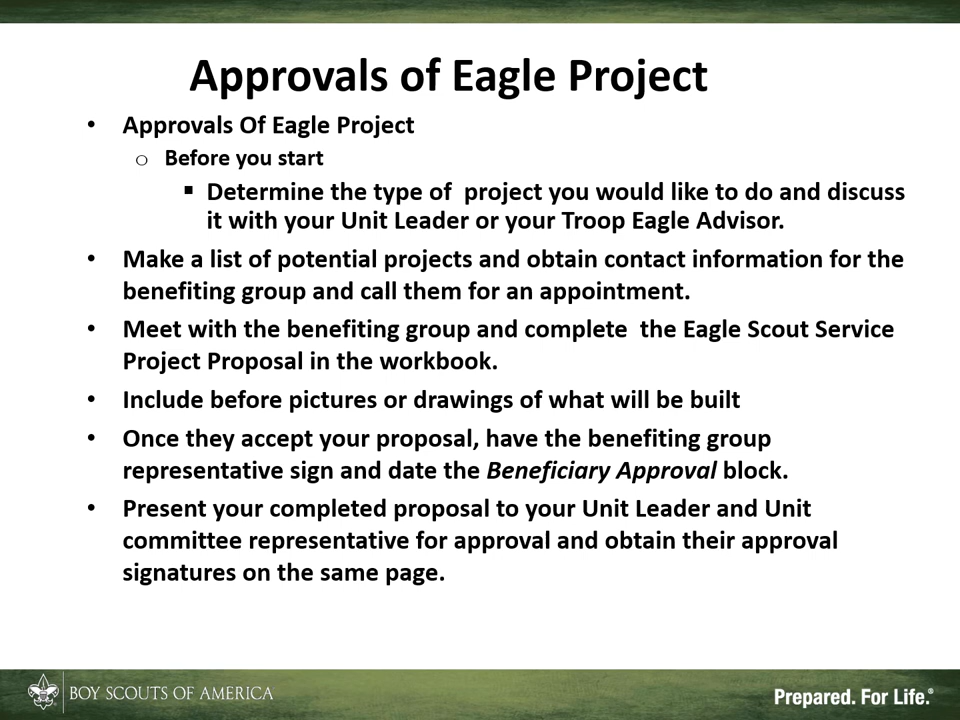 Approvals of Eagle Project
• Approvals Of Eagle Project
o Before you start
▪ Determine the type of  project you would like to do and discuss
it with your Unit Leader or your Troop Eagle Advisor.
• Make a list of potential projects and obtain contact information for the
benefiting group and call them for an appointment.
• Meet with the benefiting group and complete  the Eagle Scout Service
Project Proposal in the workbook.
• Include before pictures or drawings of what will be built
• Once they accept your proposal, have the benefiting group
representative sign and date the Beneficiary Approval block.
• Present your completed proposal to your Unit Leader and Unit
committee representative for approval and obtain their approval
signatures on the same page.
BOY SCOUTS OF AMERICA
Prepared. For Life.®